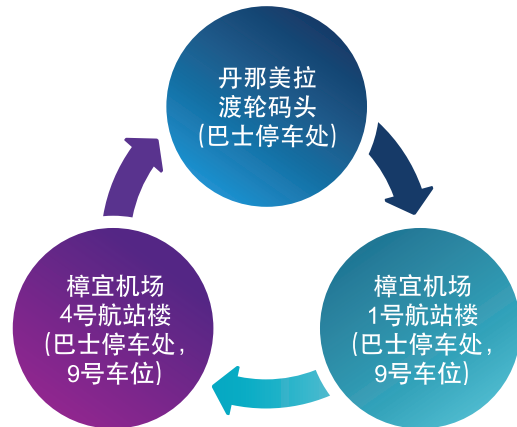 丹那美拉
渡轮码头
(巴士停车处)
樟宜机场
4号航站楼
(巴士停车处,
9号车位)
樟宜机场
1号航站楼
(巴士停车处,
9号车位)